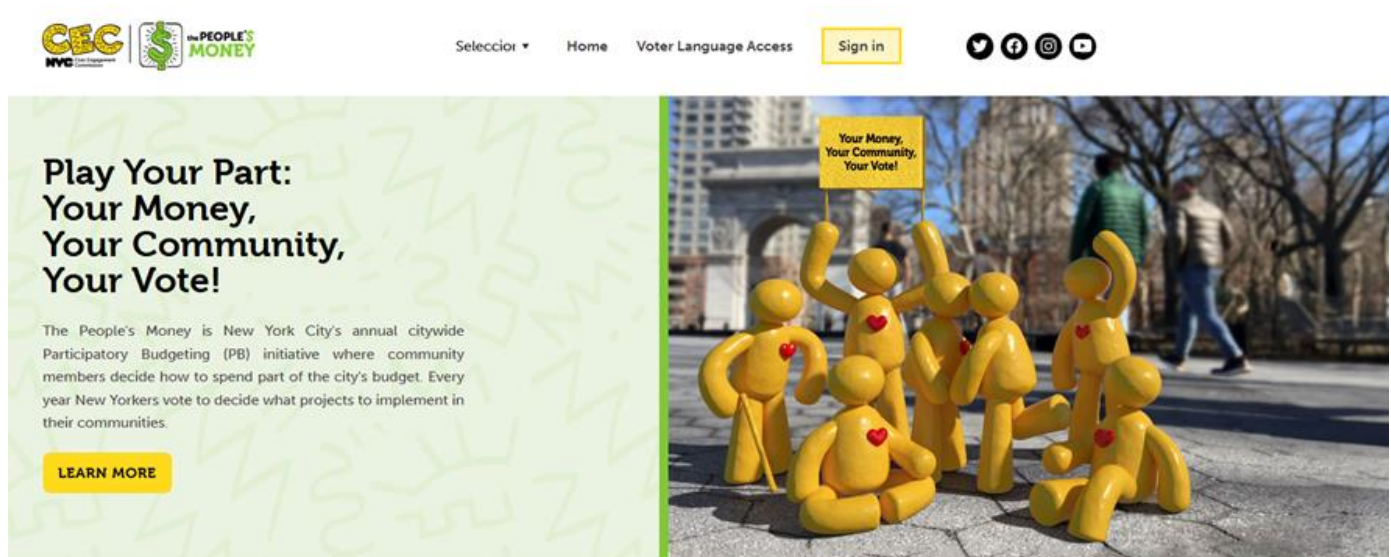 CEC
NYC Civic Engagement
Commission
the PEOPLE'S
MONEY
Seleccior
Home
Voter Language Access
Sign in
Play Your Part:
Your Money,
Your Community,
Your Vote!
The People's Money is New York City's annual citywide
Participatory Budgeting (PB) initiative where community
members decide how to spend part of the city's budget. Every
year New Yorkers vote to decide what projects to implement in
their communities.
LEARN MORE
Your Money,
Your Community,
Your Vote!